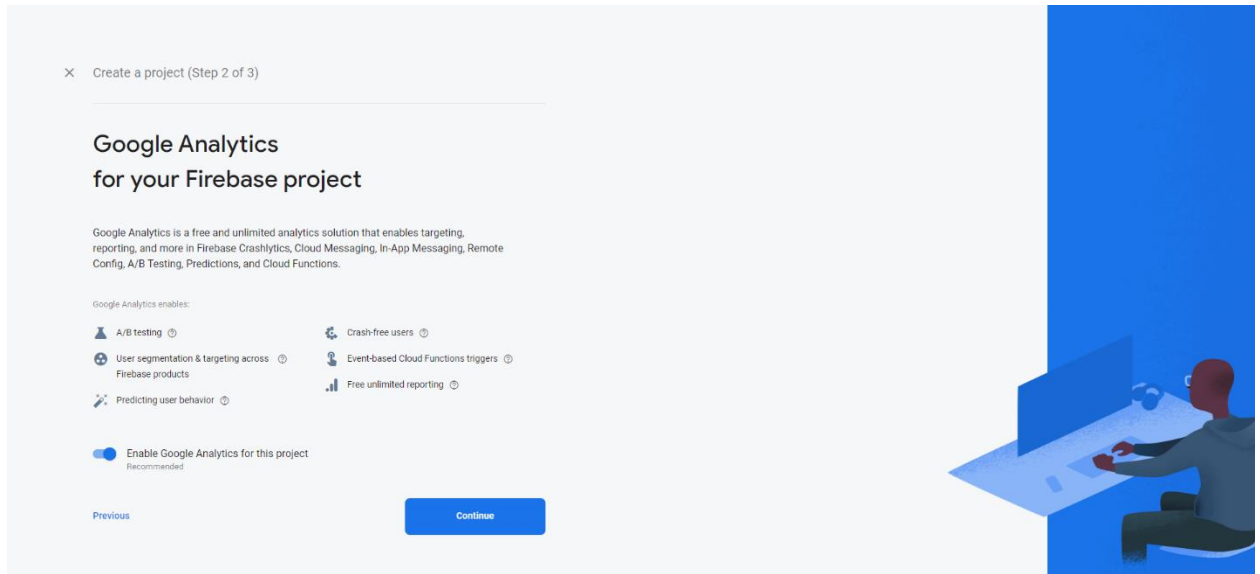 Create a project (Step 2 of 3)
Google Analytics
for your Firebase project
Google Analytics is a free and unlimited analytics solution that enables targeting,
reporting, and more in Firebase Crashlytics, Cloud Messaging, In-App Messaging, Remote
Config, A/B Testing, Predictions, and Cloud Functions.
Google Analytics enables:
A/B testing
User segmentation & targeting across
Firebase products
Predicting user behavior
Crash-free users
Event-based Cloud Functions triggers
Free unlimited reporting
Enable Google Analytics for this project
Recommended
Previous
Continue